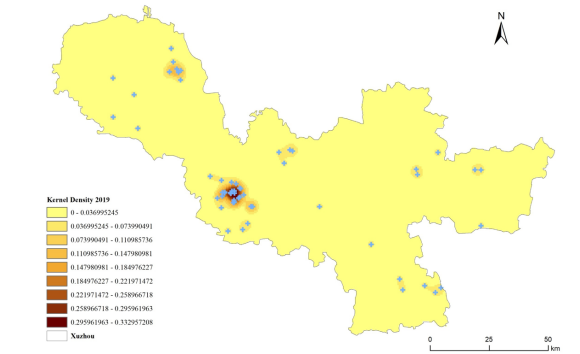 N
Kernel Density 2019
0 - 0.036995245
0.036995245 - 0.073990491
0.073990491 - 0.110985736
0.110985736 - 0.147980981
0.147980981 - 0.184976227
0.184976227 - 0.221971472
0.221971472 - 0.258966718
0.258966718 - 0.295961963
0.295961963 - 0.332957208
Xuzhou
0 25 50
km